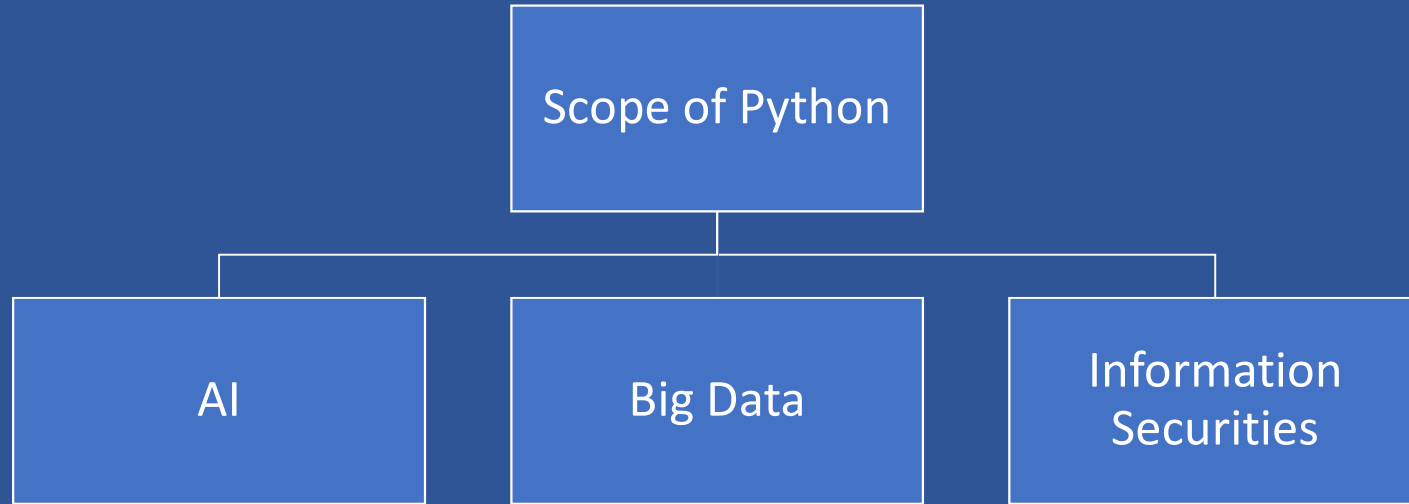 Scope of Python
AI
Big Data
Information
Securities